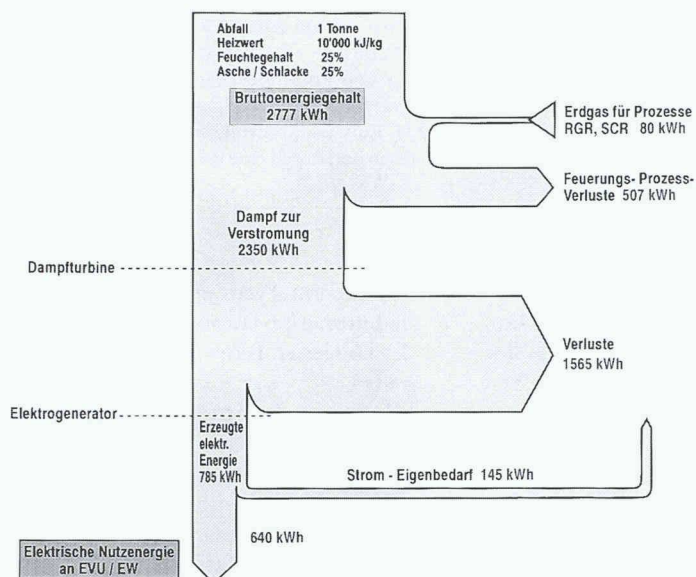 Abfall 1 Tonne
Heizwert 10'000 kJ/kg
Feuchtegehalt 25%
Asche / Schlacke 25%
Bruttoenergiegehalt
2777 kWh
Erdgas für Prozesse
RGR, SCR 80 kWh
Feuerungs- Prozess-
Verluste 507 kWh
Dampf zur
Verstromung
2350 kWh
Dampfturbine
Verluste
1565 kWh
Elektrogenerator
Erzeugte
elektr.
Energie
785 kWh
Strom - Eigenbedarf 145 kWh
640 kWh
Elektrische Nutzenergie
an EVU / EW